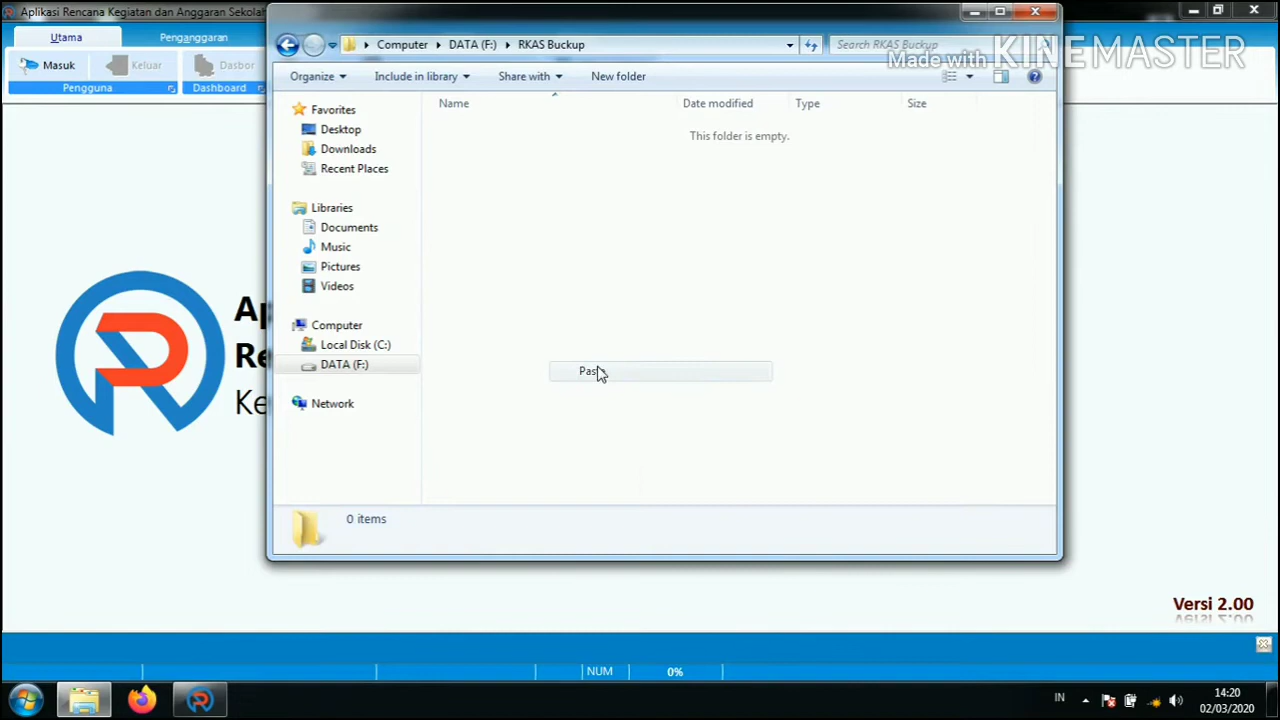 Aplikasi Rencana Kegiatan dan Anggaran Sekolah
Utama
Penganggaran
Masuk
Keluar
Dasbor
Pengguna
Dashboard
Computer
DATA (F:)
RKAS Buckup
Search RKAS Buckup
Made with KINEMASTER
Organize
Include in library
Share with
New folder
Name
Date modified
Type
Size
This folder is empty.
Favorites
Desktop
Downloads
Recent Places
Libraries
Documents
Music
Pictures
Videos
Computer
Local Disk (C:)
DATA (F:)
Network
0 items
Versi 2.00
NUM
0%
IN
14:20
02/03/2020